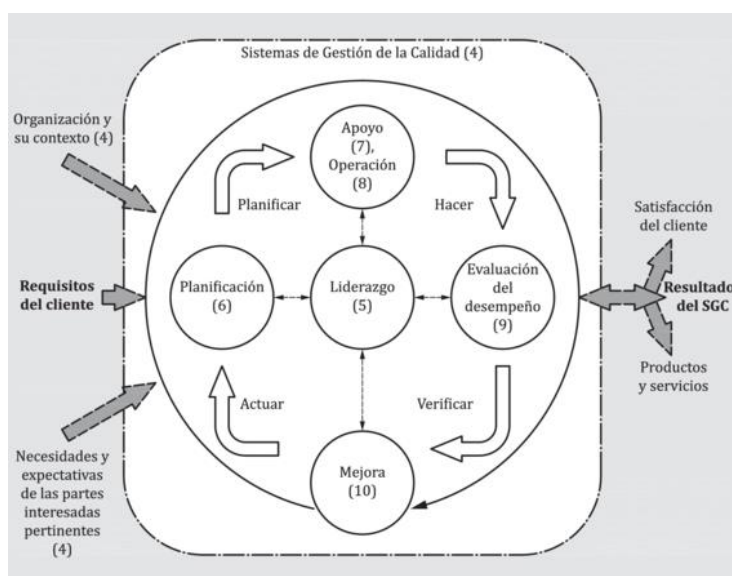 Sistemas de Gestión de la Calidad (4)
Organización y
su contexto (4)
Apoyo
(7),
Operación
(8)
Planificar
Hacer
Satisfacción
del cliente
Requisitos
del cliente
Planificación
(6)
Liderazgo
(5)
Evaluación
del
desempeño
(9)
Resultado
del SGC
Actuar
Verificar
Productos
y servicios
Necesidades y
expectativas
de las partes
interesadas
pertinentes
(4)
Mejora
(10)